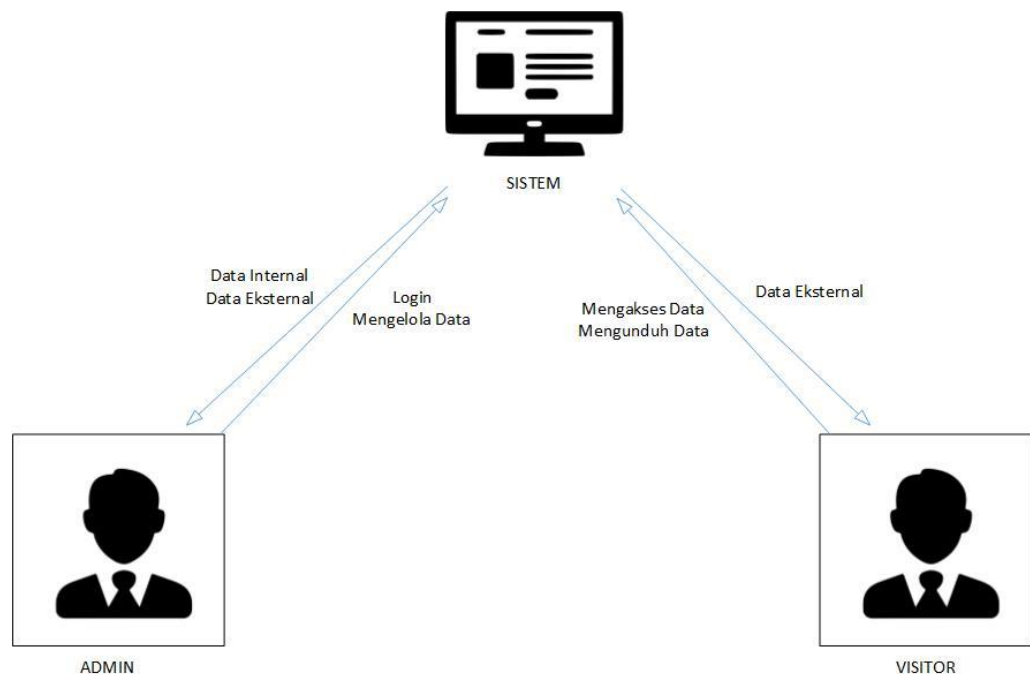 SISTEM
Data Internal
Data Eksternal
Login
Mengelola Data
Mengakses Data
Mengunduh Data
Data Eksternal
ADMIN
VISITOR